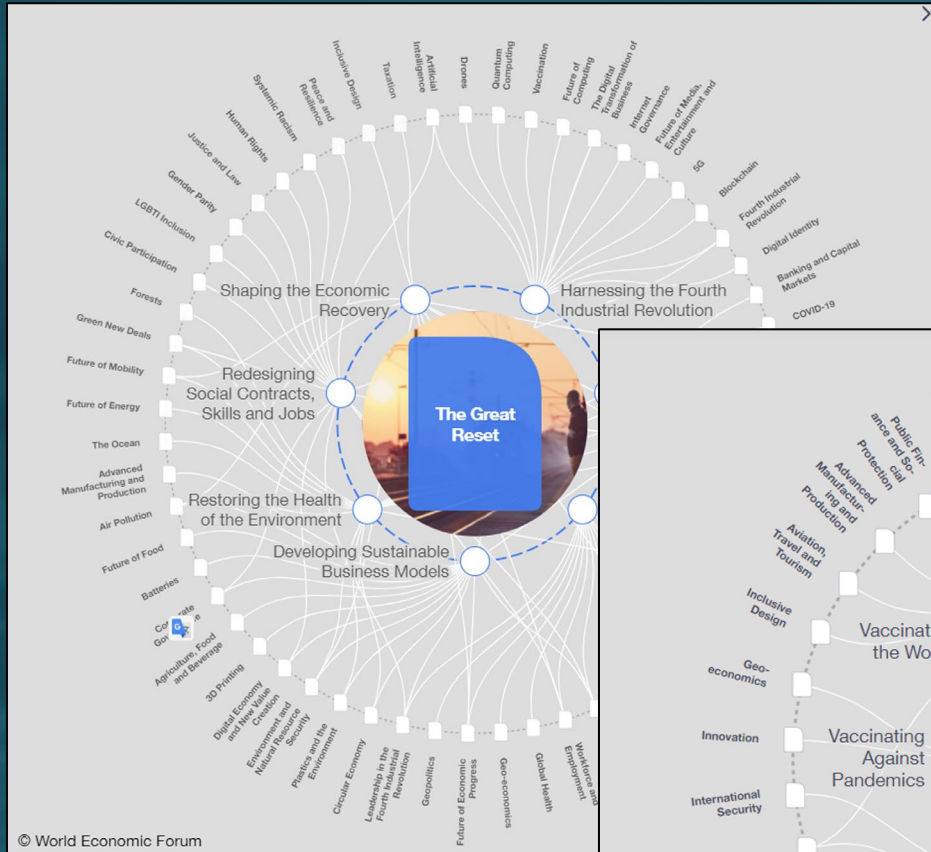 Inclusive Design
Taxation
Artificial
Intelligence
Drones
Quantum
Computing
Vaccination
Future of
Computing
The Digital
Transformation of
Business
Internet
Governance
Future of Media,
Entertainment and
Culture
5G
Blockchain
Fourth Industrial
Revolution
Digital Identity
Banking and Capital
Markets
COVID-19
Peace and
Resilience
Systemic Racism
Human Rights
Justice and Law
Gender Parity
LGBTI Inclusion
Civic Participation
Forests
Green New Deals
Future of Mobility
Future of Energy
The Ocean
Advanced
Manufacturing and
Production
Air Pollution
Future of Food
Batteries
Agriculture, Food
and Beverage
3D Printing
Digital Economy
and New Value
Creation
Environment and
Natural Resource
Security
Plastics and the
Environment
Circular Economy
Leadership in the
Fourth Industrial
Revolution
Geopolitics
Future of Economic
Progress
Geo-economics
Global Health
Workforce and
Employment
Shaping the Economic
Recovery
Harnessing the Fourth
Industrial Revolution
Redesigning
Social Contracts,
Skills and Jobs
The Great
Reset
Restoring the Health
of the Environment
Developing Sustainable
Business Models
© World Economic Forum
Public Fin-
ance and So-
cial
Protection
Advanced
Manufactur-
ing and
Production
Aviation,
Travel and
Tourism
Inclusive
Design
Geo-
economics
Innovation
International
Security
Vaccinat
the Wo
Vaccinating
Against
Pandemics